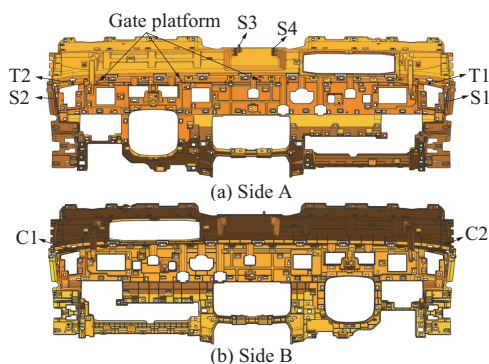 Gate platform
S3
S4
T2
T1
S2
S1
(a) Side A
C1
C2
(b) Side B